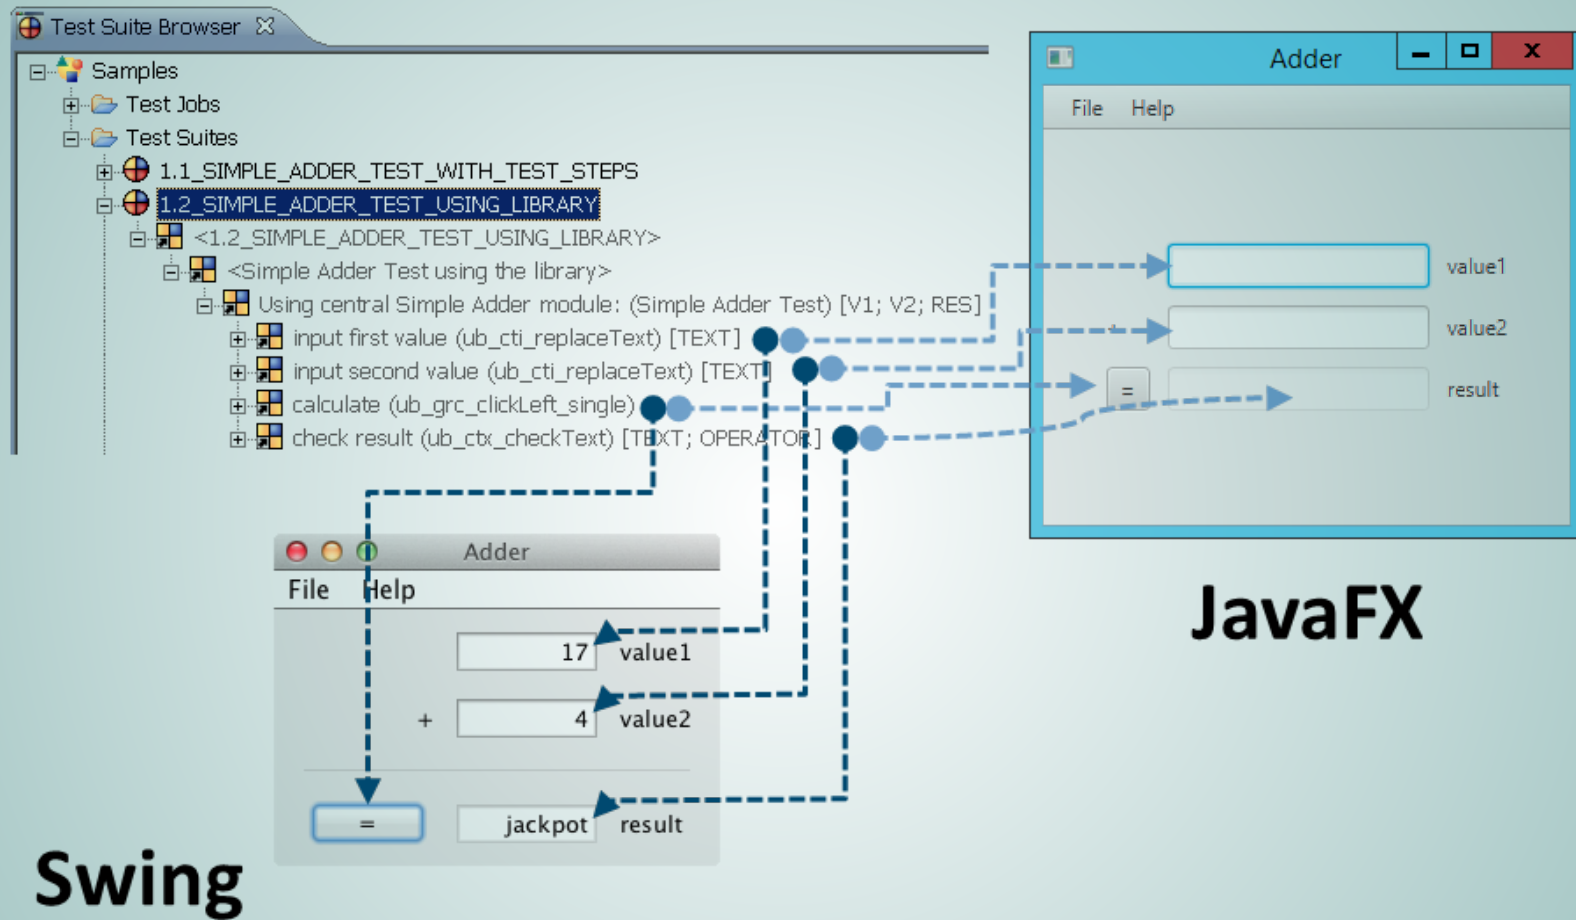 Test Suite Browser
Samples
Test Jobs
Test Suites
1.1_SIMPLE_ADDER_TEST_WITH_TEST_STEPS
1.2_SIMPLE_ADDER_TEST_USING_LIBRARY
<1.2_SIMPLE_ADDER_TEST_USING_LIBRARY>
<Simple Adder Test using the library>
Using central Simple Adder module: (Simple Adder Test) [V1; V2; RES]
input first value (ub_cti_replaceText) [TEXT]
input second value (ub_cti_replaceText) [TEXT]
calculate (ub_grc_clickLeft_single)
check result (ub_ctx_checkText) [TEXT; OPERATOR]
Adder
File Help
value1
+ value2
= result
JavaFX
Adder
File Help
17 value1
+ 4 value2
= jackpot result
Swing